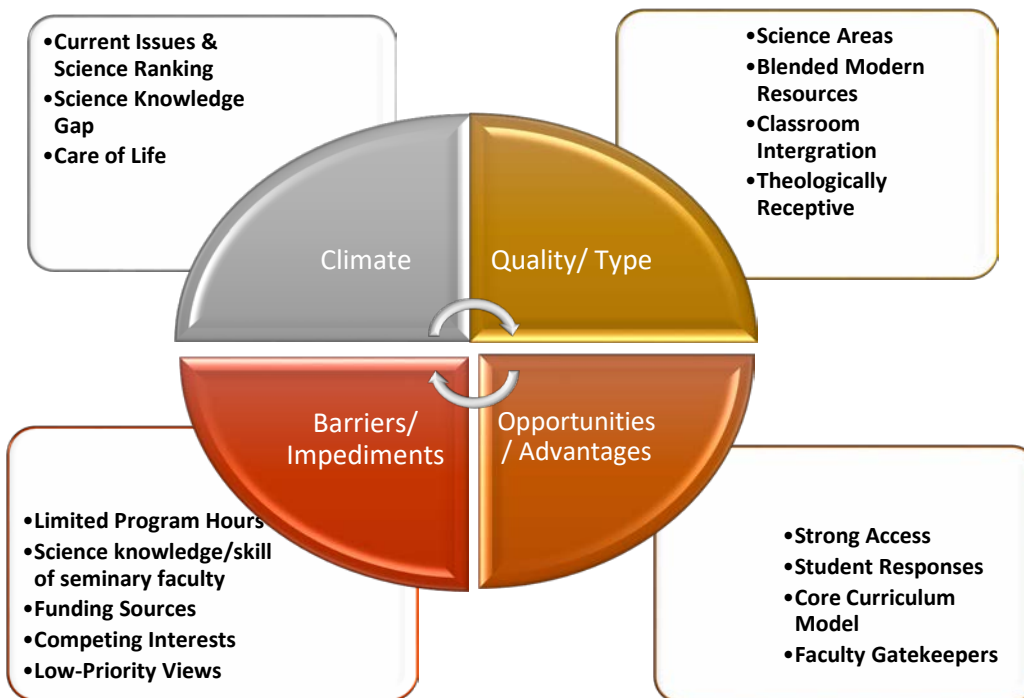 •Current Issues &
Science Ranking
•Science Knowledge
Gap
•Care of Life
•Science Areas
•Blended Modern
Resources
•Classroom
Intergration
•Theologically
Receptive
Climate
Quality/ Type
Barriers/
Impediments
Opportunities
/ Advantages
•Limited Program Hours
•Science knowledge/skill
of seminary faculty
•Funding Sources
•Competing Interests
•Low-Priority Views
•Strong Access
•Student Responses
•Core Curriculum
Model
•Faculty Gatekeepers